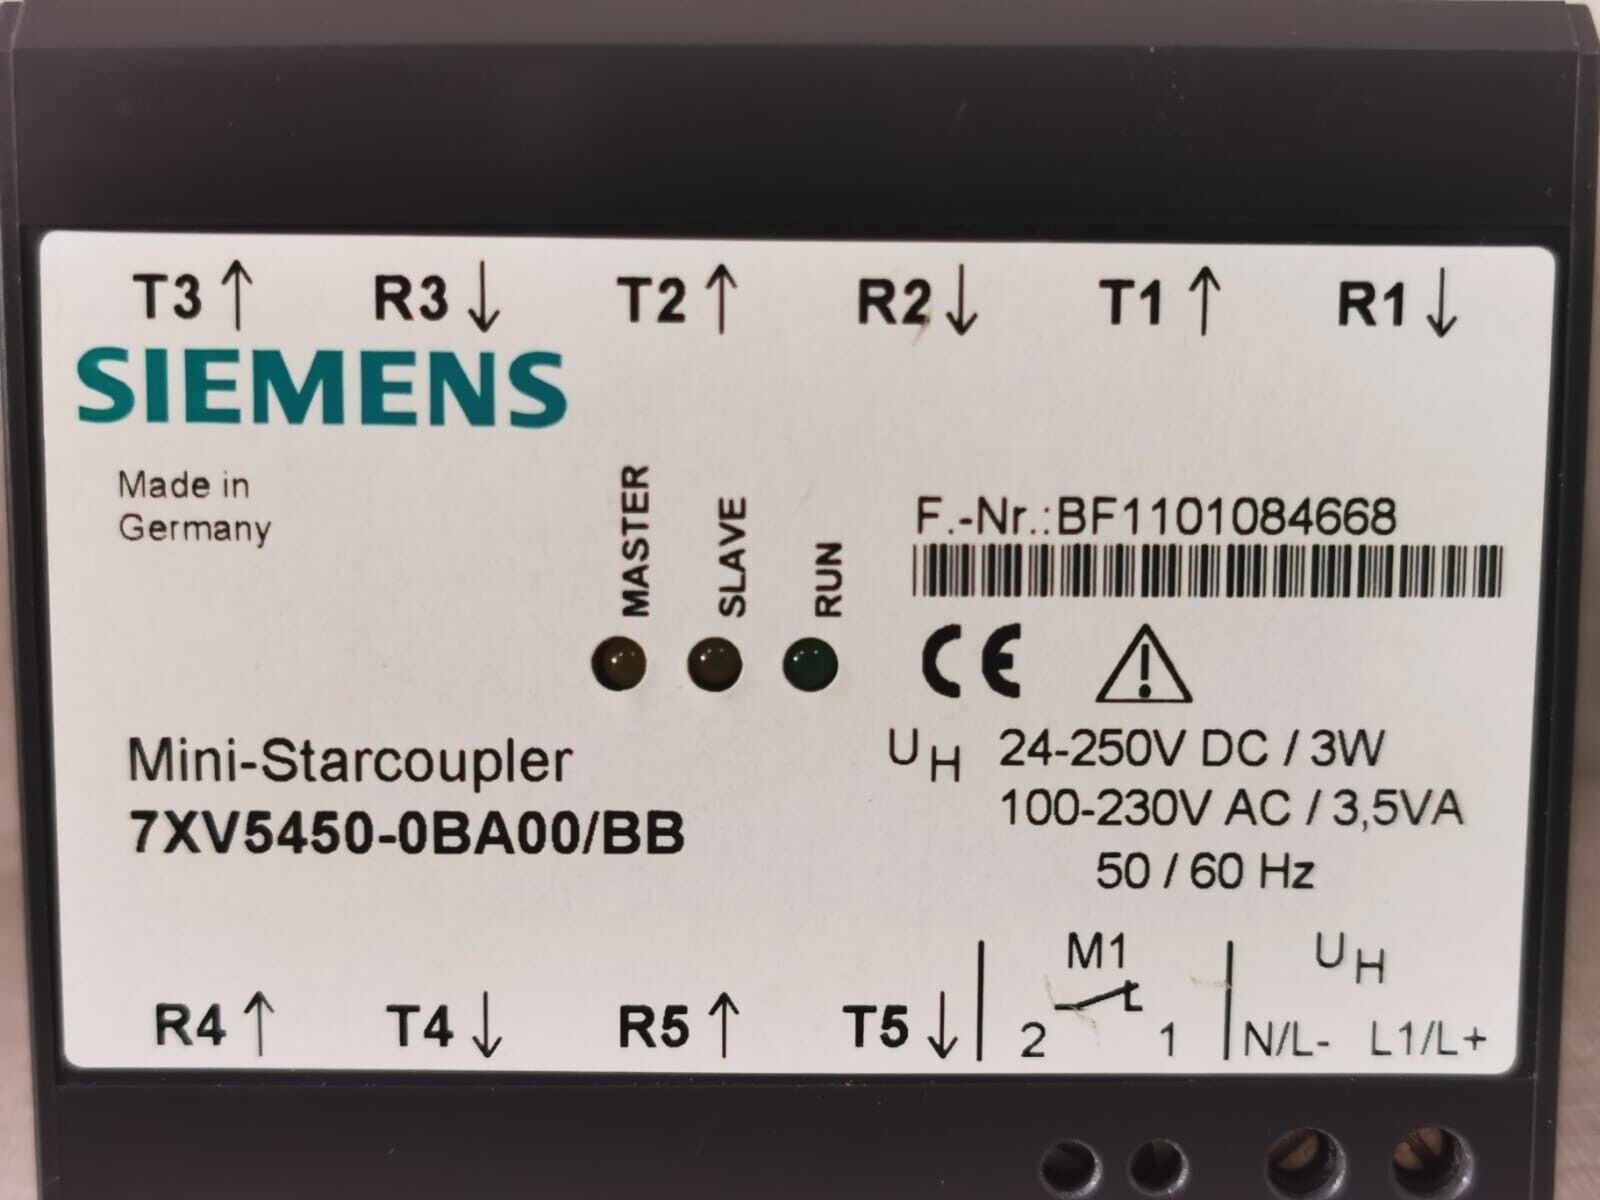 T3↑ R3↓ T2↑ R2↓ T1↑ R1↓
SIEMENS
Made in
Germany
MASTER
SLAVE
RUN
F.-Nr.:BF1101084668
CE
Mini-Starcoupler
7XV5450-0BA00/BB
UH 24-250V DC / 3W
100-230V AC / 3,5VA
50 / 60 Hz
R4↑ T4↓ R5↑ T5↓
M1
2 1
UH
N/L- L1/L+